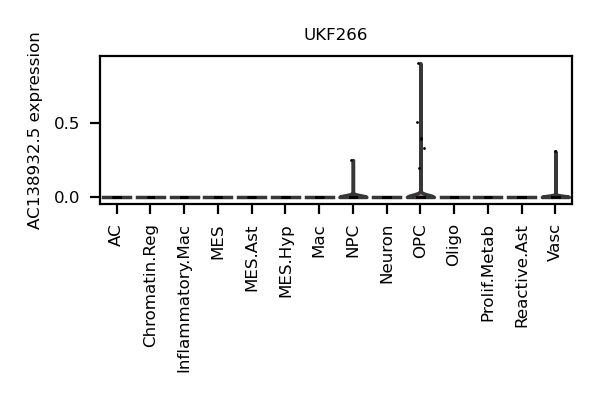 UKF266
AC138932.5 expression
0.5
0.0
AC
Chromatin.Reg
Inflammatory.Mac
MES
MES.Ast
MES.Hyp
Mac
NPC
Neuron
OPC
Oligo
Prolif.Metab
Reactive.Ast
Vasc